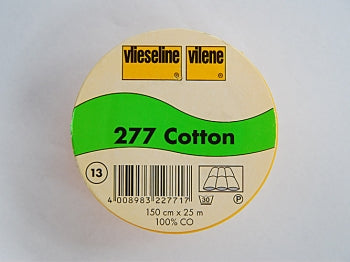 vlieseline vilene
277 Cotton
13
30 P
4 008983 227717
150 cm x 25 m
100% CO